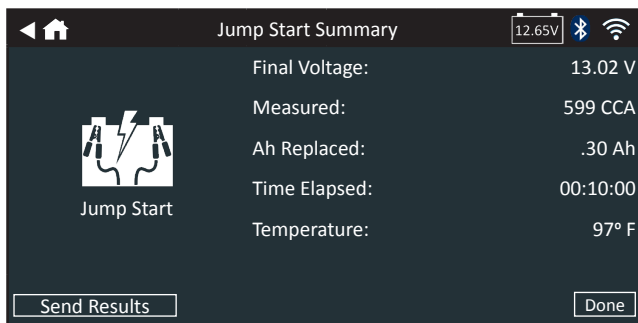 Jump Start Summary
12.65V
Final Voltage: 13.02 V
Measured: 599 CCA
Ah Replaced: .30 Ah
Time Elapsed: 00:10:00
Temperature: 97º F
Jump Start
Send Results
Done